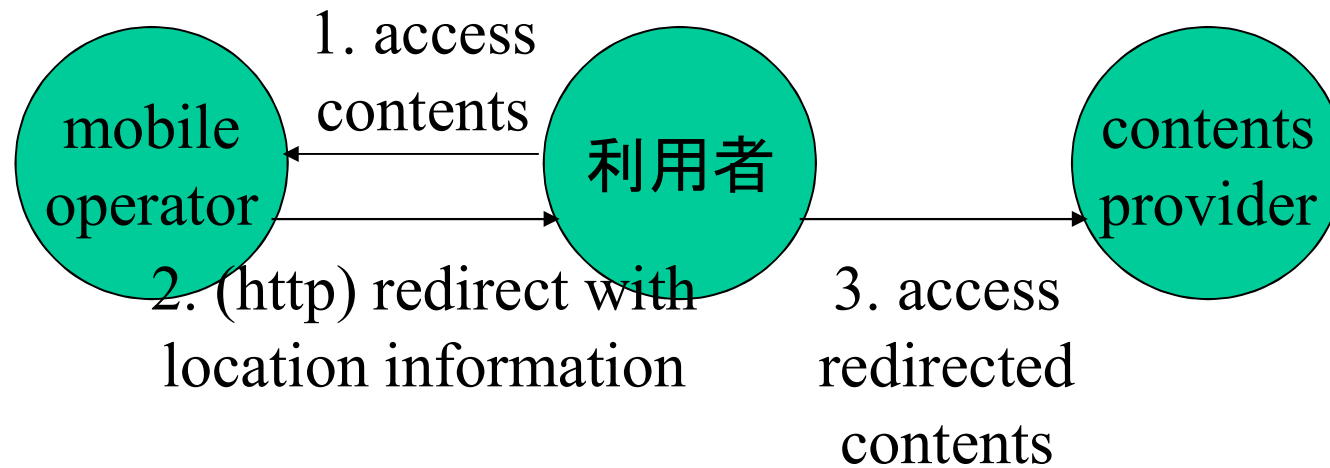 1. access
contents
mobile
operator
利用者
contents
provider
2. (http) redirect with
location information
3. access
redirected
contents